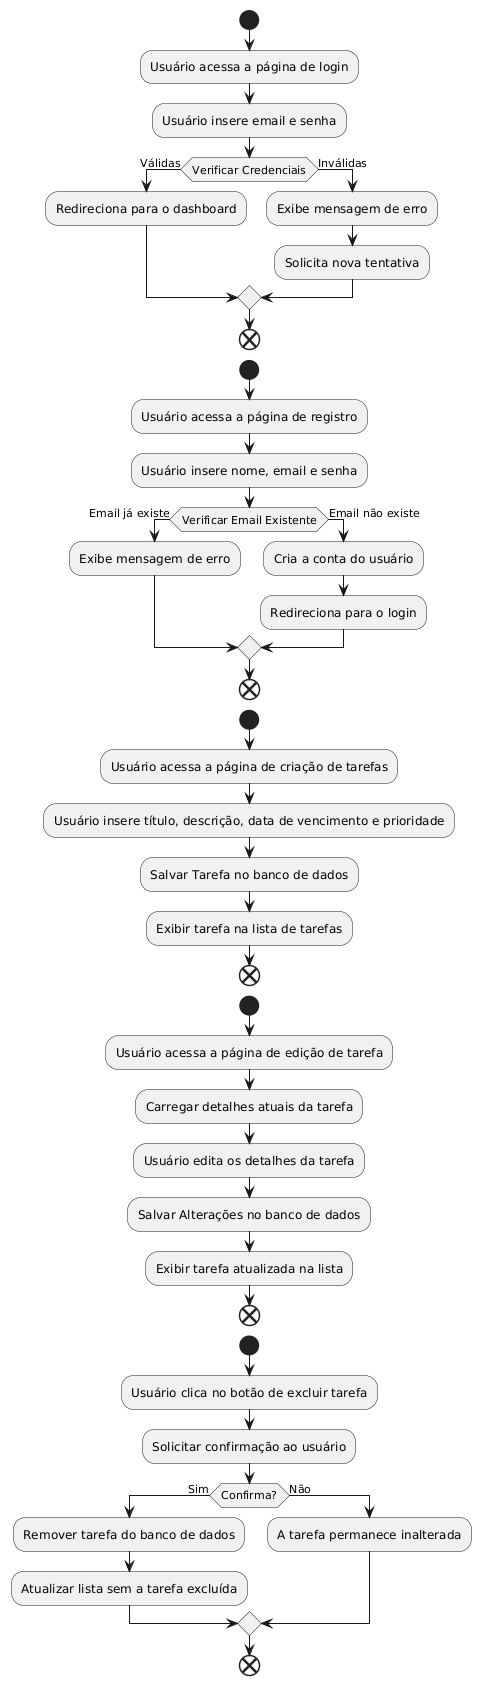 Usuário acessa a página de login
Usuário insere email e senha
Válidas
Verificar Credenciais
Inválidas
Redireciona para o dashboard
Exibe mensagem de erro
Solicita nova tentativa
Usuário acessa a página de registro
Usuário insere nome, email e senha
Email já existe
Verificar Email Existente
Email não existe
Exibe mensagem de erro
Cria a conta do usuário
Redireciona para o login
Usuário acessa a página de criação de tarefas
Usuário insere título, descrição, data de vencimento e prioridade
Salvar Tarefa no banco de dados
Exibir tarefa na lista de tarefas
Usuário acessa a página de edição de tarefa
Carregar detalhes atuais da tarefa
Usuário edita os detalhes da tarefa
Salvar Alterações no banco de dados
Exibir tarefa atualizada na lista
Usuário clica no botão de excluir tarefa
Solicitar confirmação ao usuário
Sim
Confirma?
Não
Remover tarefa do banco de dados
A tarefa permanece inalterada
Atualizar lista sem a tarefa excluída